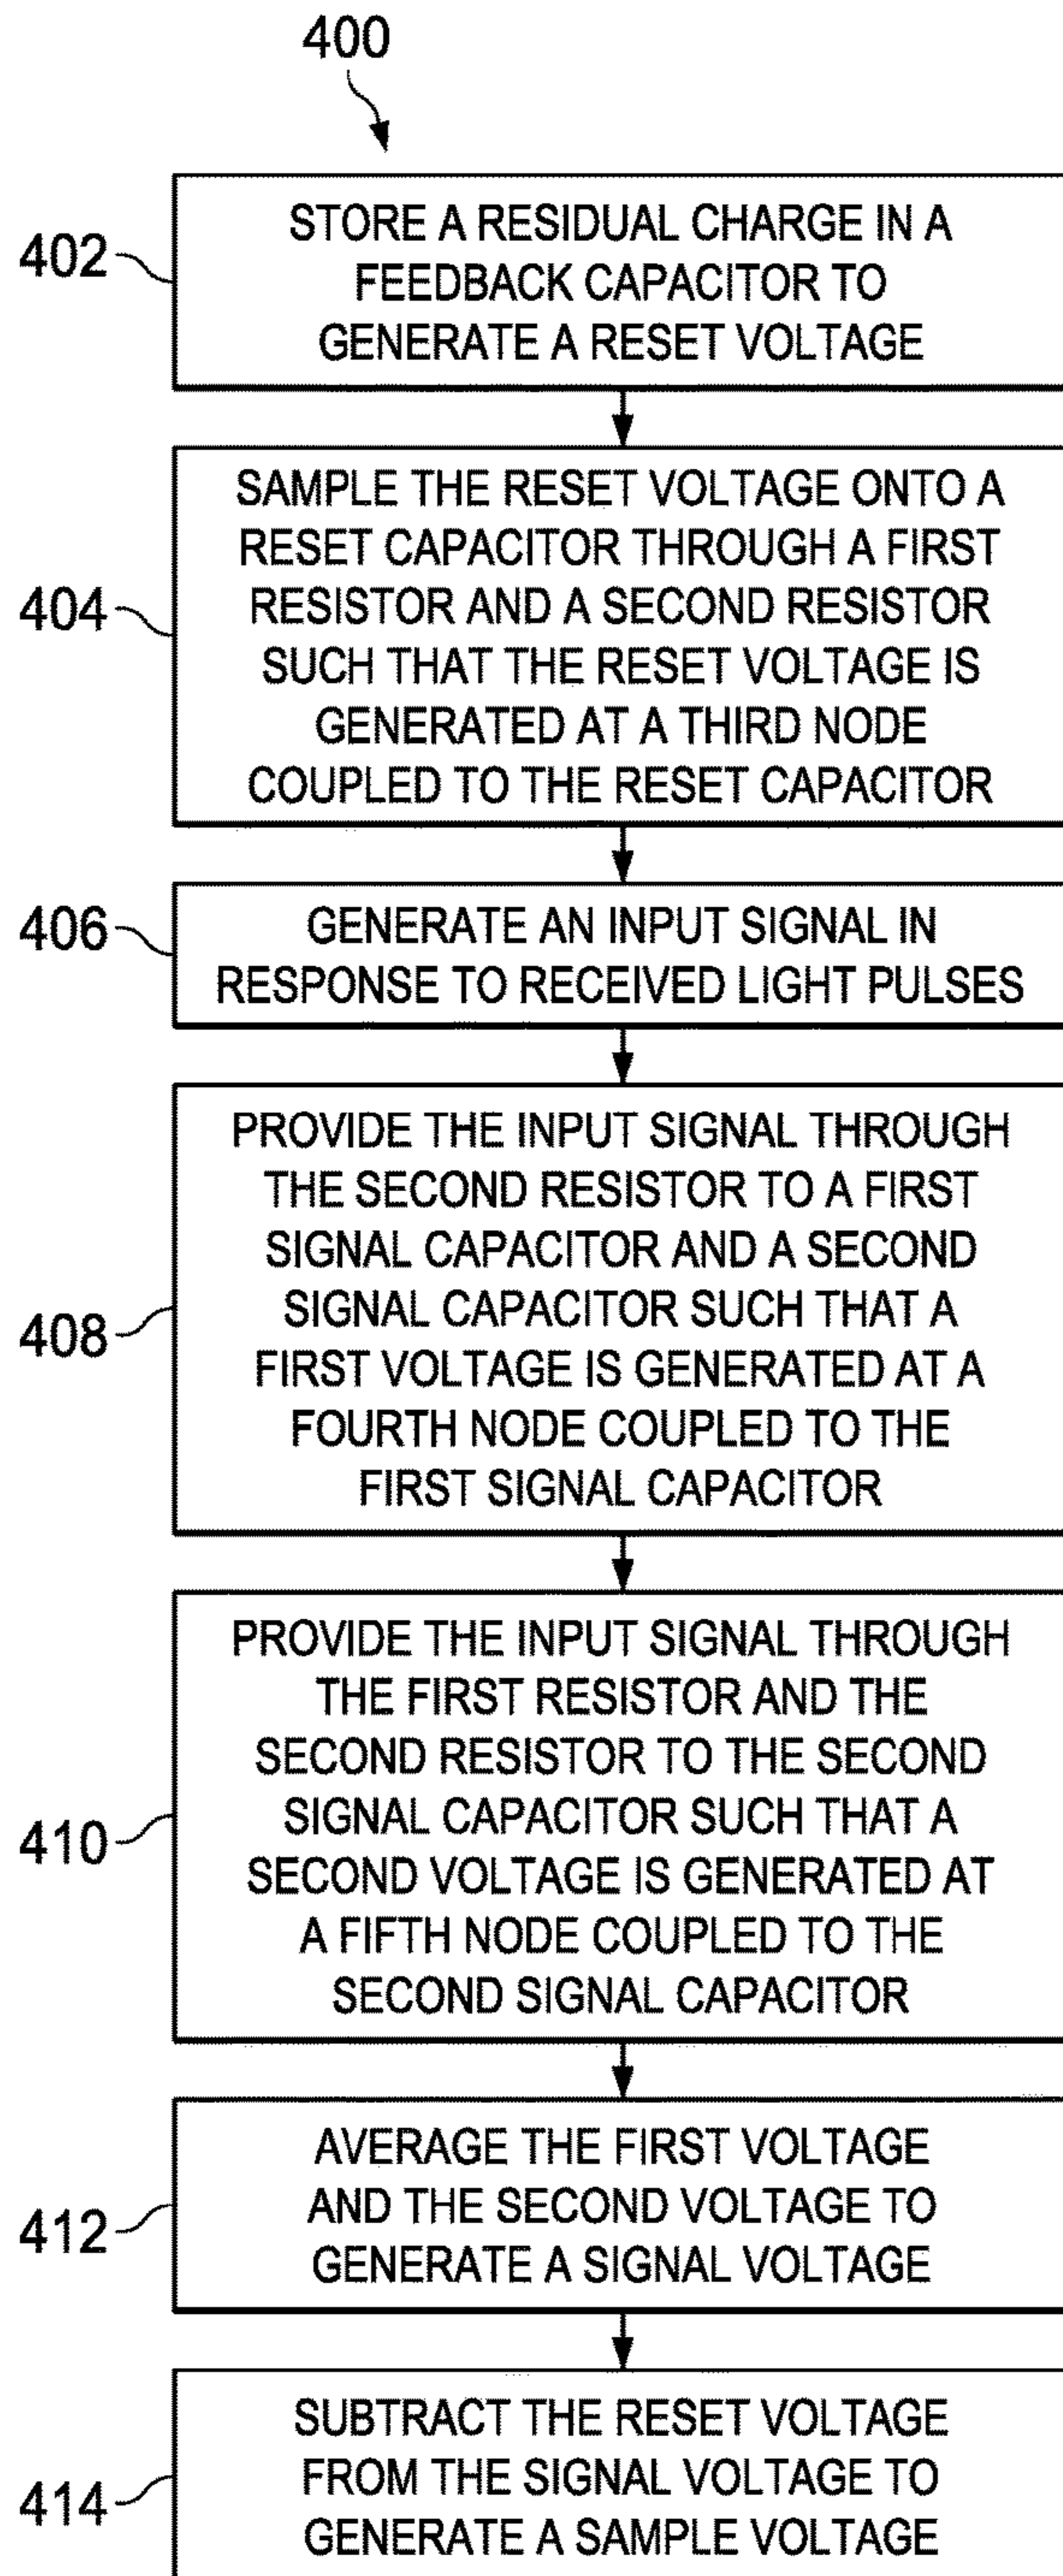 400
402
STORE A RESIDUAL CHARGE IN A
FEEDBACK CAPACITOR TO
GENERATE A RESET VOLTAGE
404
SAMPLE THE RESET VOLTAGE ONTO A
RESET CAPACITOR THROUGH A FIRST
RESISTOR AND A SECOND RESISTOR
SUCH THAT THE RESET VOLTAGE IS
GENERATED AT A THIRD NODE
COUPLED TO THE RESET CAPACITOR
406
GENERATE AN INPUT SIGNAL IN
RESPONSE TO RECEIVED LIGHT PULSES
408
PROVIDE THE INPUT SIGNAL THROUGH
THE SECOND RESISTOR TO A FIRST
SIGNAL CAPACITOR AND A SECOND
SIGNAL CAPACITOR SUCH THAT A
FIRST VOLTAGE IS GENERATED AT A
FOURTH NODE COUPLED TO THE
FIRST SIGNAL CAPACITOR
410
PROVIDE THE INPUT SIGNAL THROUGH
THE FIRST RESISTOR AND THE
SECOND RESISTOR TO THE SECOND
SIGNAL CAPACITOR SUCH THAT A
SECOND VOLTAGE IS GENERATED AT
A FIFTH NODE COUPLED TO THE
SECOND SIGNAL CAPACITOR
412
AVERAGE THE FIRST VOLTAGE
AND THE SECOND VOLTAGE TO
GENERATE A SIGNAL VOLTAGE
414
SUBTRACT THE RESET VOLTAGE
FROM THE SIGNAL VOLTAGE TO
GENERATE A SAMPLE VOLTAGE